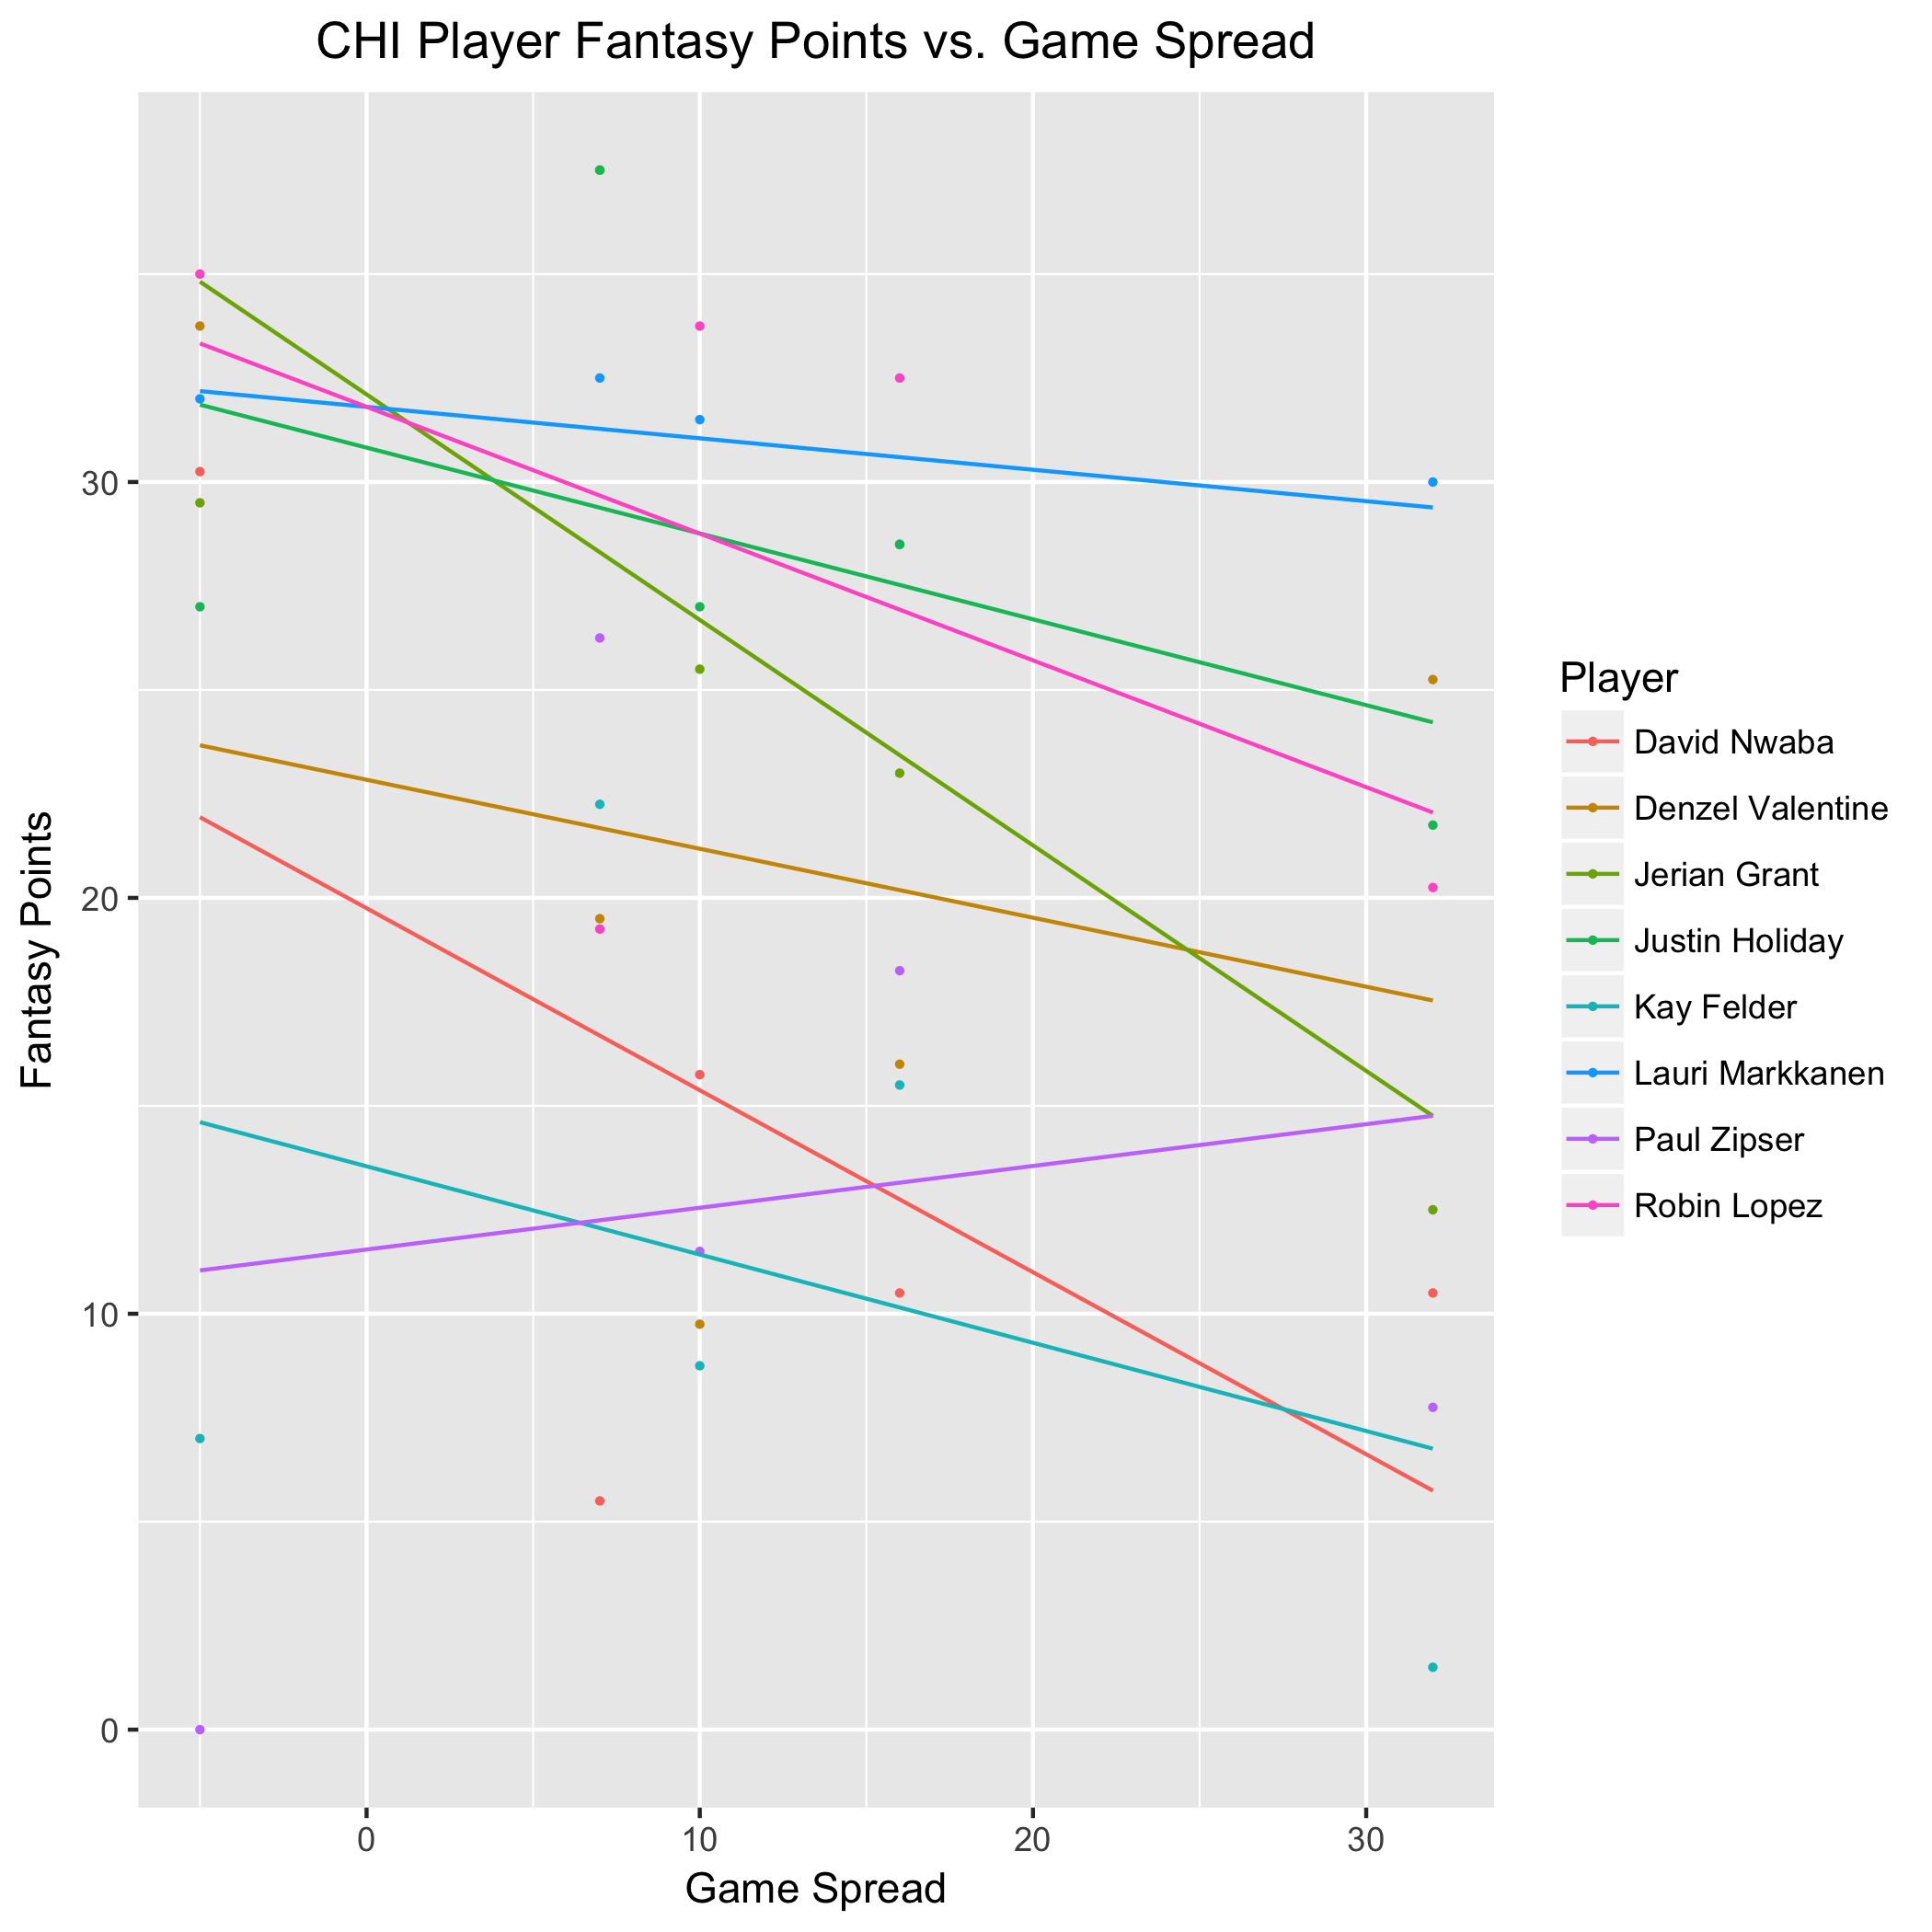 CHI Player Fantasy Points vs. Game Spread
Fantasy Points
30
20
10
0
0 10 20 30
Game Spread
Player
David Nwaba
Denzel Valentine
Jerian Grant
Justin Holiday
Kay Felder
Lauri Markkanen
Paul Zipser
Robin Lopez